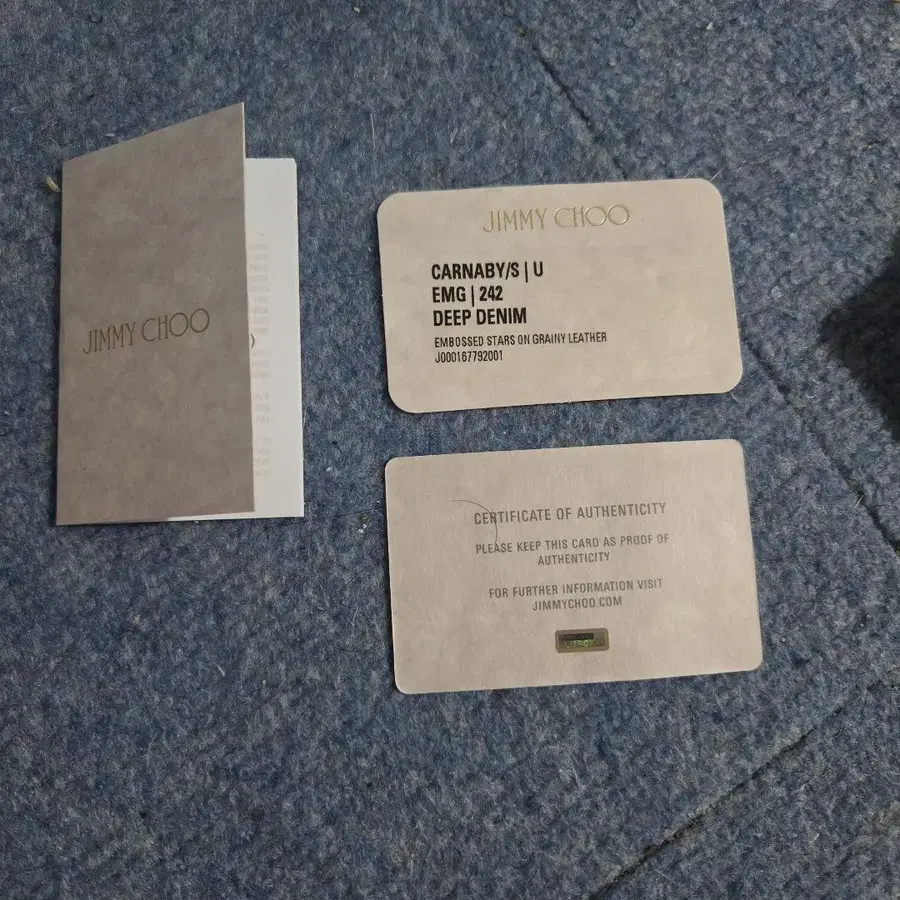 JIMMY CHOO
JIMMY CHOO
CARNABY/S | U
EMG | 242
DEEP DENIM
EMBOSSED STARS ON GRAINY LEATHER
J000167792001
CERTIFICATE OF AUTHENTICITY
PLEASE KEEP THIS CARD AS PROOF OF
AUTHENTICITY
FOR FURTHER INFORMATION VISIT
JIMMYCHOO.COM